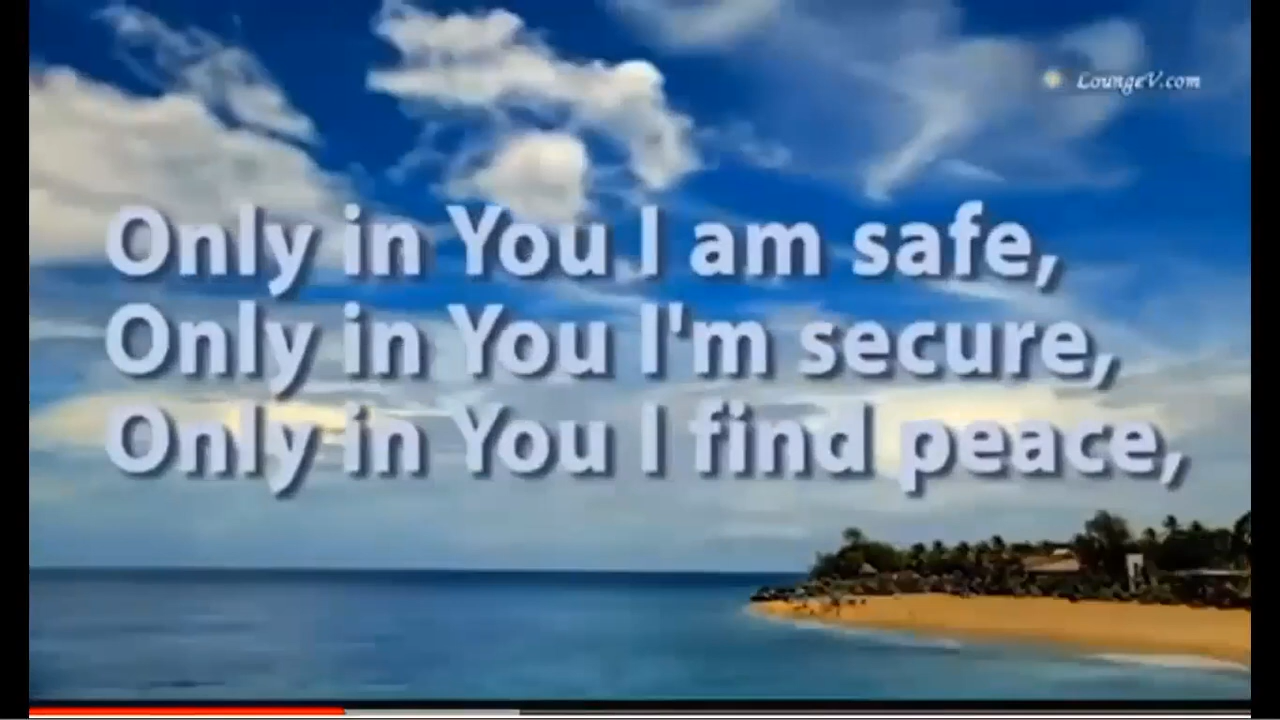 LoungeV.com
Only in You I am safe,
Only in You I'm secure,
Only in You I find peace,